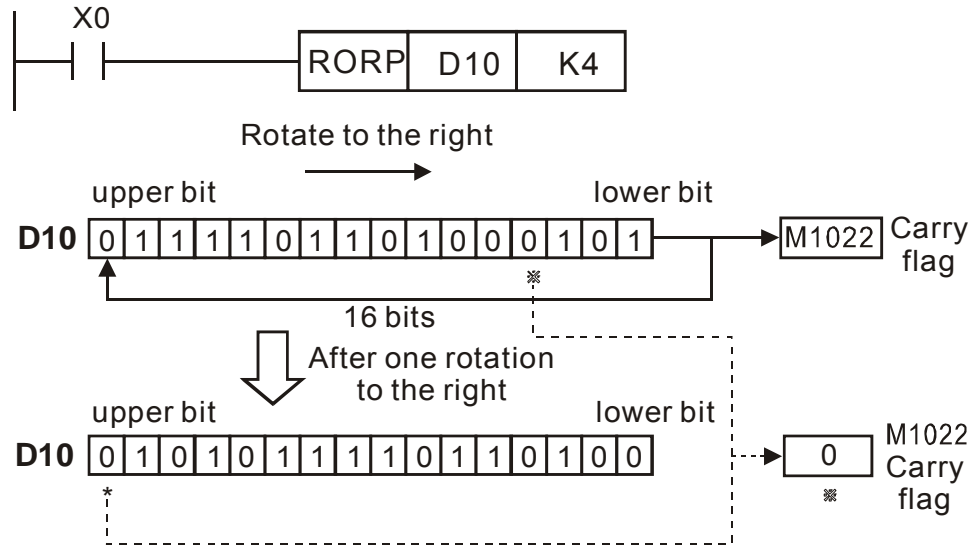 X0
RORP D10 K4
Rotate to the right
upper bit lower bit
D10 0 1 1 1 1 0 1 1 0 1 0 0 0 1 0 1 M1022 Carry flag
※
16 bits
After one rotation
to the right
upper bit lower bit
D10 0 1 0 1 0 1 1 1 1 0 1 1 0 1 0 0 0 M1022
Carry
flag
* ※